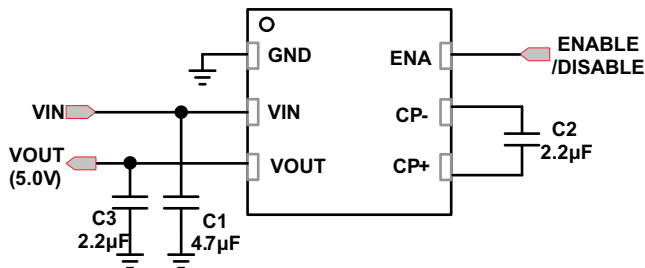 GND
ENA
ENABLE
/DISABLE
VIN
VIN
CP-
C2
2.2µF
VOUT
(5.0V)
VOUT
CP+
C3
2.2µF
C1
4.7µF